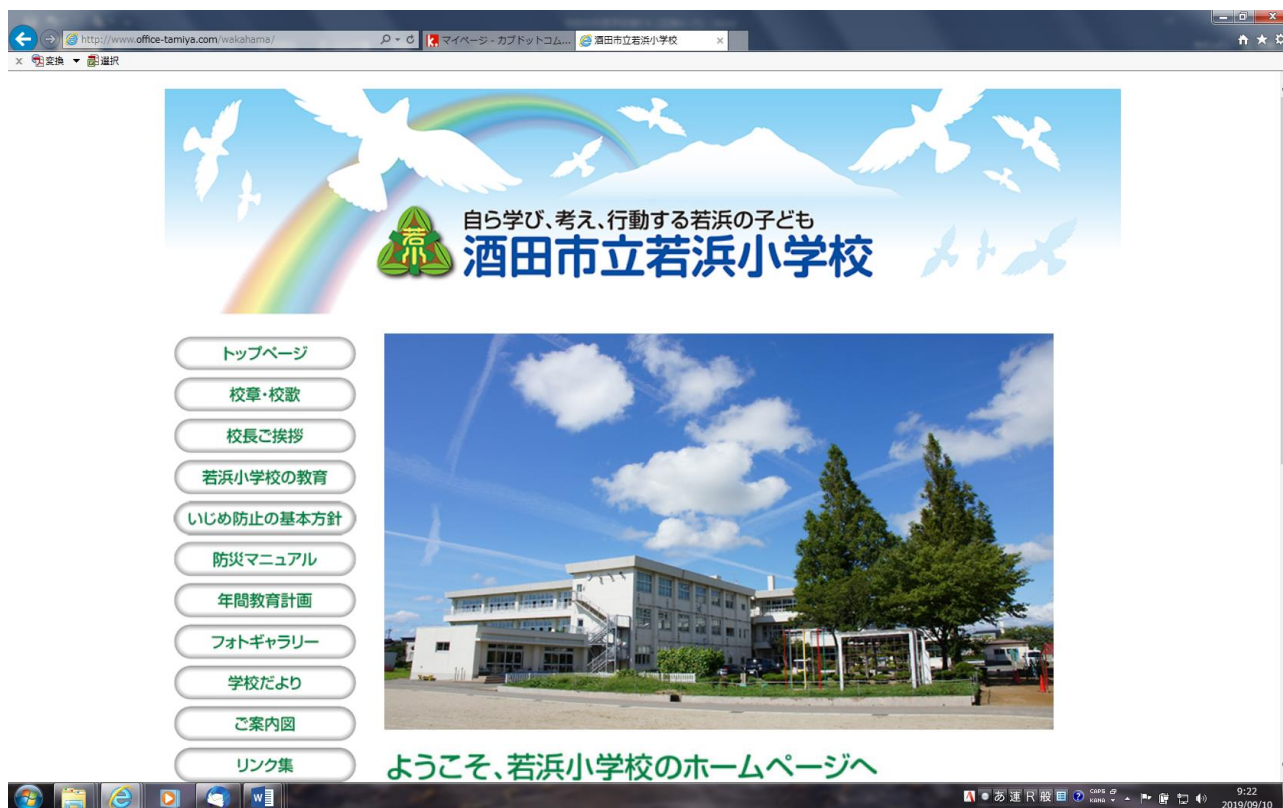 http://www.office-tamiya.com/wakahama/
マイページ - カブドットコム...
酒田市立若浜小学校
x 変換 ▼ 選択
自ら学び、考え、行動する若浜の子ども
若小
酒田市立若浜小学校
トップページ
校章・校歌
校長ご挨拶
若浜小学校の教育
いじめ防止の基本方針
防災マニュアル
年間教育計画
フォトギャラリー
学校だより
ご案内図
リンク集
ようこそ、若浜小学校のホームページへ
A あ 連 R 般
CAPS
KANA
9:22
2019/09/10